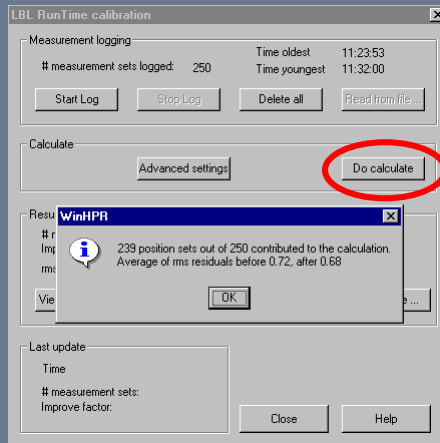 LBL RunTime calibration
Measurement logging
Time oldest 11:23:53
# measurement sets logged: 250 Time youngest 11:32:00
Start Log Stop Log Delete all Read from file ...
Calculate
Advanced settings Do calculate
WinHPR
239 position sets out of 250 contributed to the calculation.
Average of rms residuals before 0.72, after 0.68
OK
Last update
Time
# measurement sets:
Improve factor:
Close Help